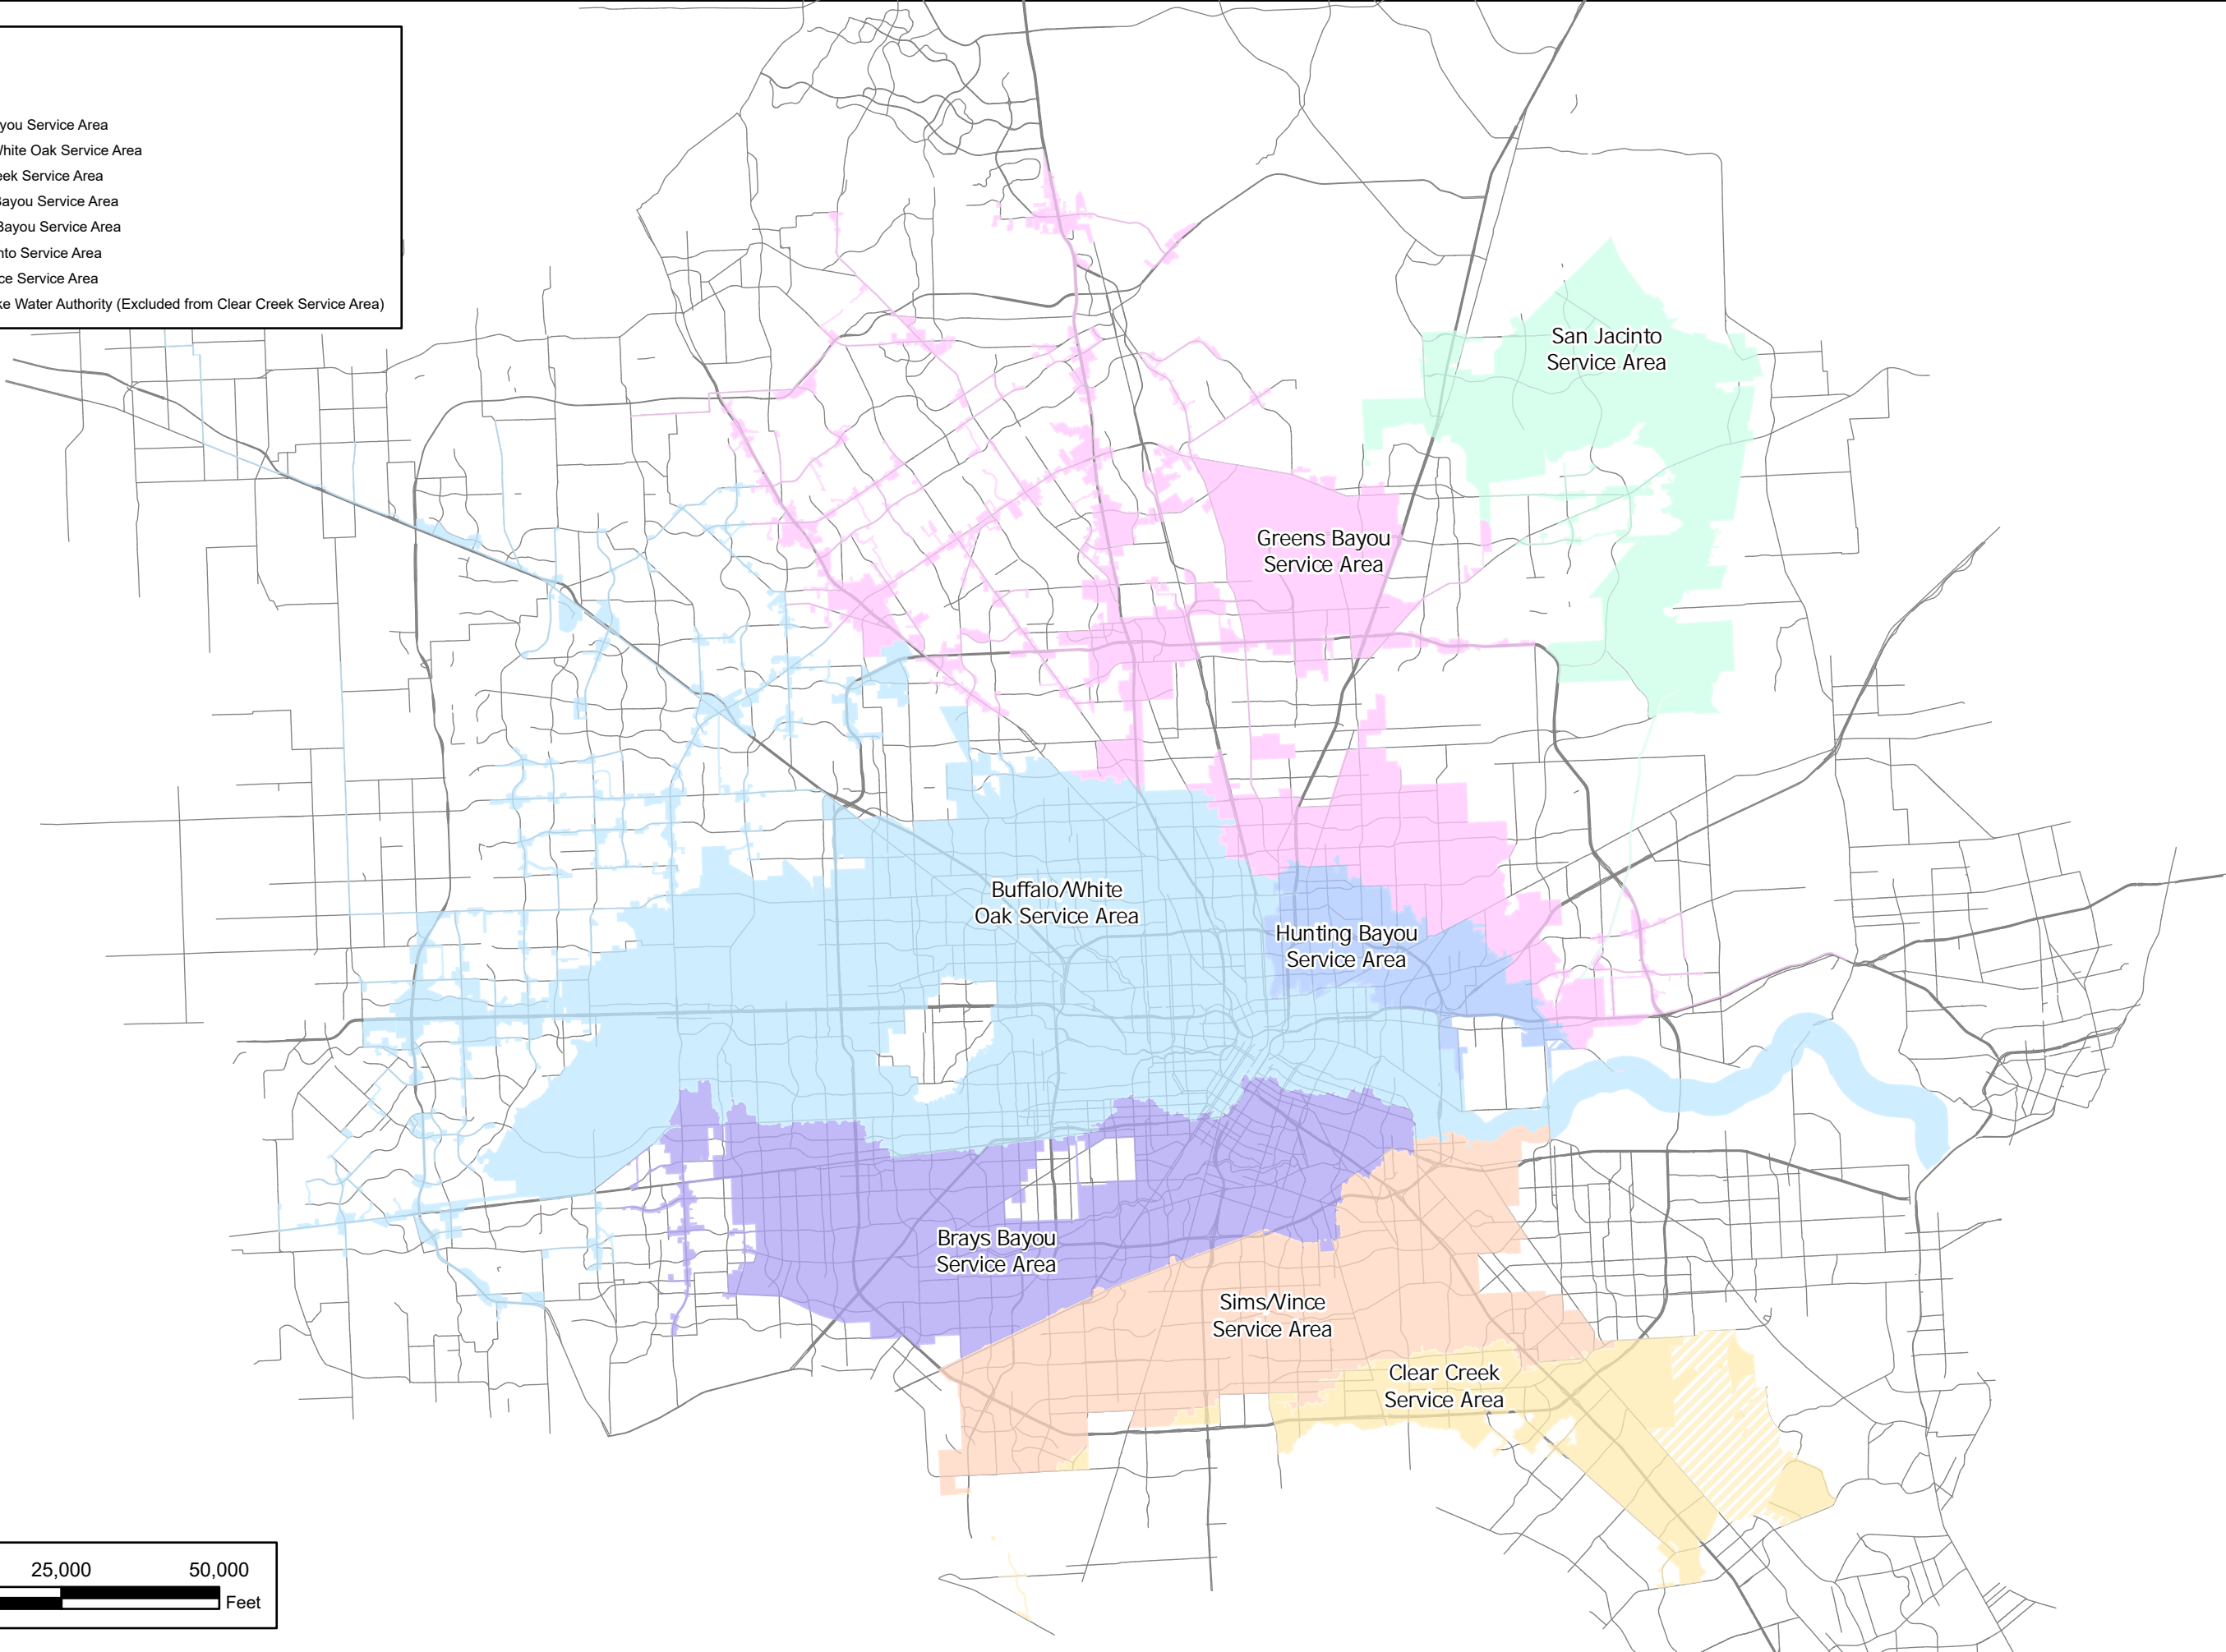 you Service Area
White Oak Service Area
eek Service Area
Bayou Service Area
Bayou Service Area
nto Service Area
ce Service Area
ke Water Authority (Excluded from Clear Creek Service Area)
San Jacinto
Service Area
Greens Bayou
Service Area
Buffalo/White
Oak Service Area
Hunting Bayou
Service Area
Brays Bayou
Service Area
Sims/Vince
Service Area
Clear Creek
Service Area
25,000
50,000
Feet